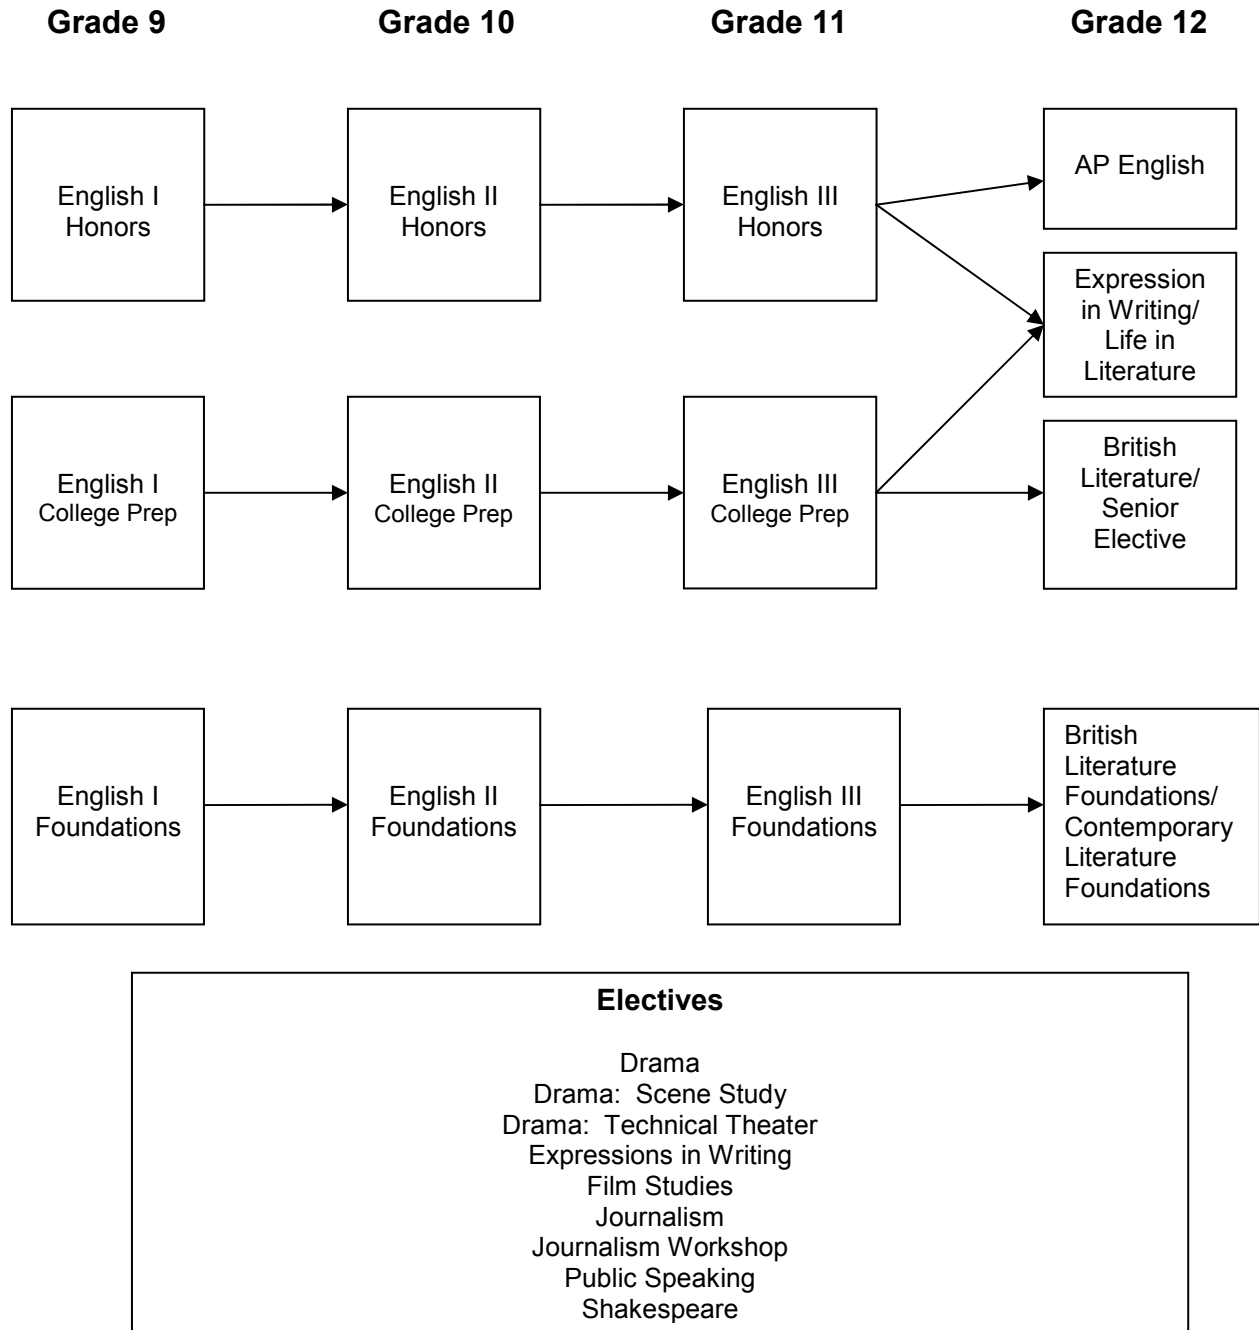 Grade 9 Grade 10 Grade 11 Grade 12
English I
Honors
English II
Honors
English III
Honors
AP English
Expression
in Writing/
Life in
Literature
English I
College Prep
English II
College Prep
English III
College Prep
British
Literature/
Senior
Elective
English I
Foundations
English II
Foundations
English III
Foundations
British
Literature
Foundations/
Contemporary
Literature
Foundations
Electives
Drama
Drama:  Scene Study
Drama:  Technical Theater
Expressions in Writing
Film Studies
Journalism
Journalism Workshop
Public Speaking
Shakespeare